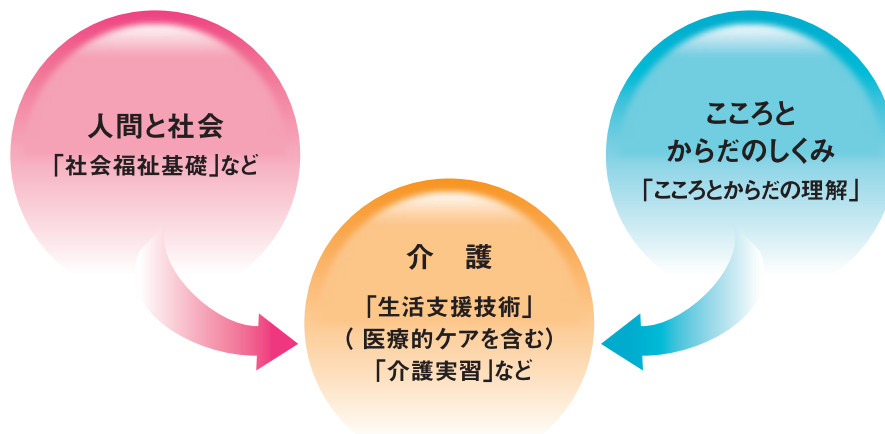 人間と社会
「社会福祉基礎」など
こころと
からだのしくみ
「こころとからだの理解」
介　護
「生活支援技術」
( 医療的ケアを含む)
「介護実習」など